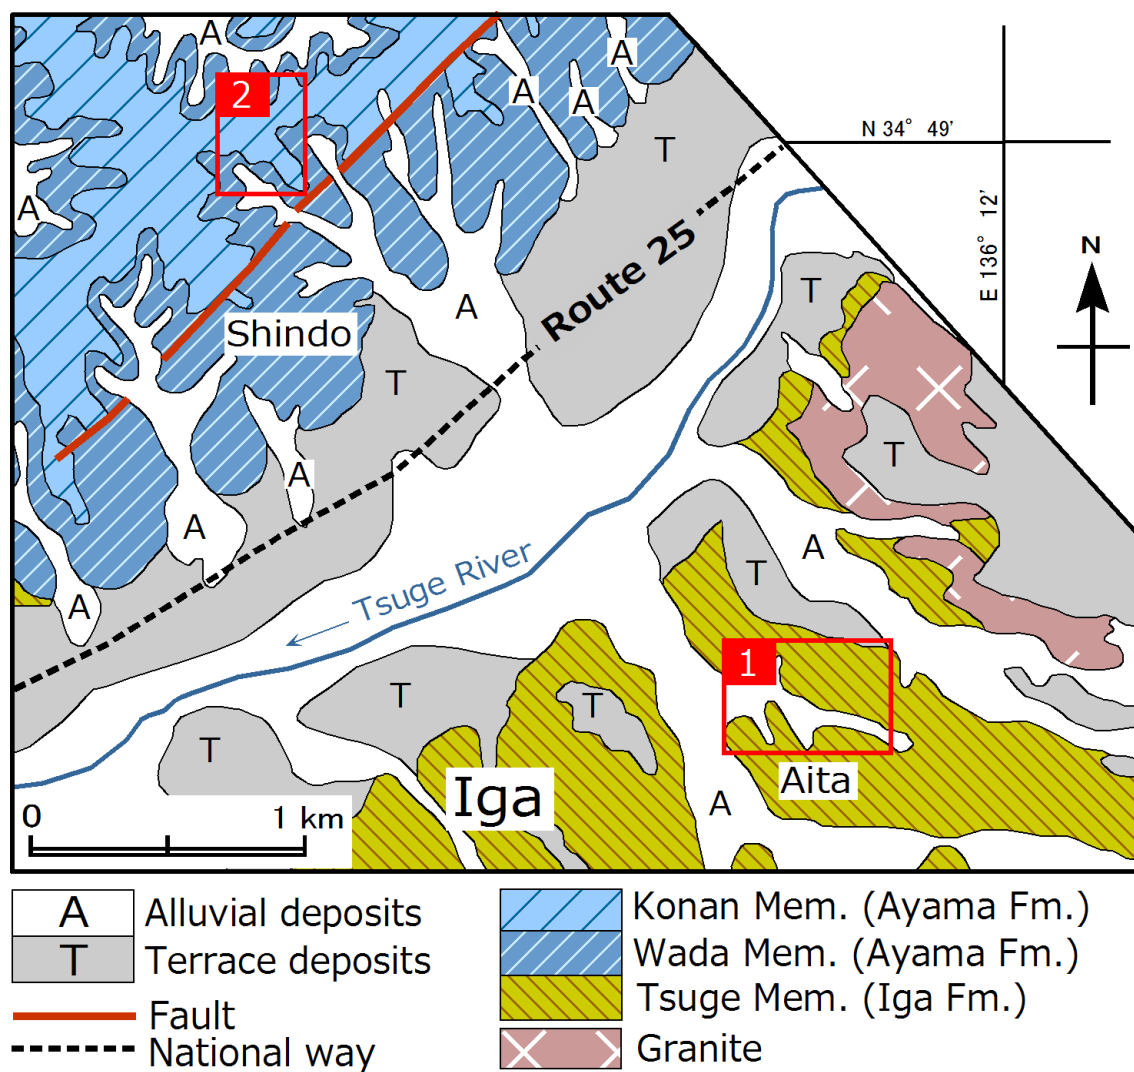 A
A
A
A
A
2
T
N 34° 49'
E 136° 12'
N
A
Route 25
T
A
Shindo
T
T
A
A
A
T
Tsuge River
A
1
T
T
T
Iga
Aita
A
0 1 km
A Alluvial deposits
T Terrace deposits
Fault
National way
Konan Mem. (Ayama Fm.)
Wada Mem. (Ayama Fm.)
Tsuge Mem. (Iga Fm.)
Granite